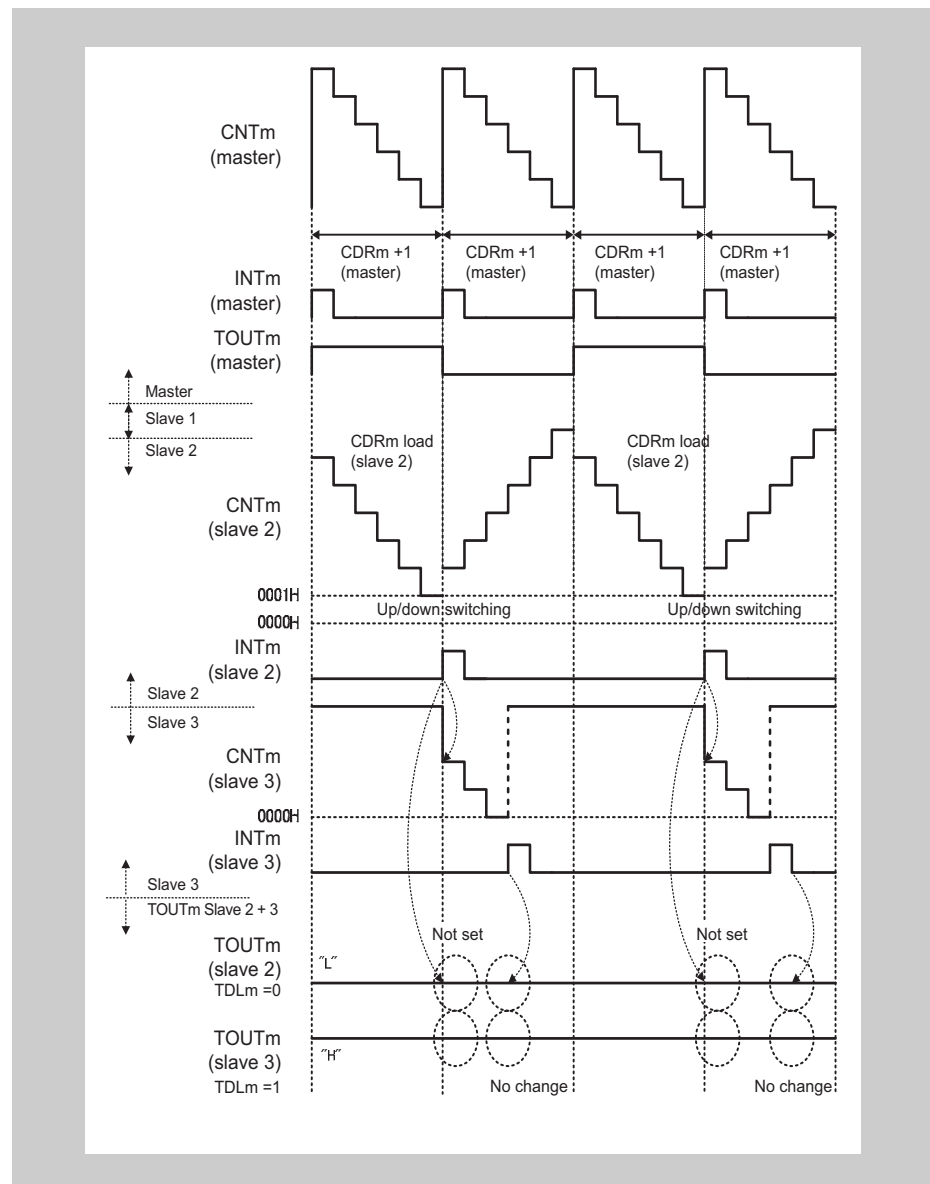 CNTm
(master)
CDRm +1
(master)
CDRm +1
(master)
CDRm +1
(master)
CDRm +1
(master)
INTm
(master)
TOUTm
(master)
Master
Slave 1
Slave 2
CDRm load
(slave 2)
CDRm load
(slave 2)
CNTm
(slave 2)
0001H
Up/down switching
Up/down switching
0000H
INTm
(slave 2)
Slave 2
Slave 3
CNTm
(slave 3)
0000H
INTm
(slave 3)
Slave 3
TOUTm Slave 2 + 3
Not set
Not set
TOUTm
(slave 2)
TDLm =0
"L"
TOUTm
(slave 3)
TDLm =1
"H"
No change
No change